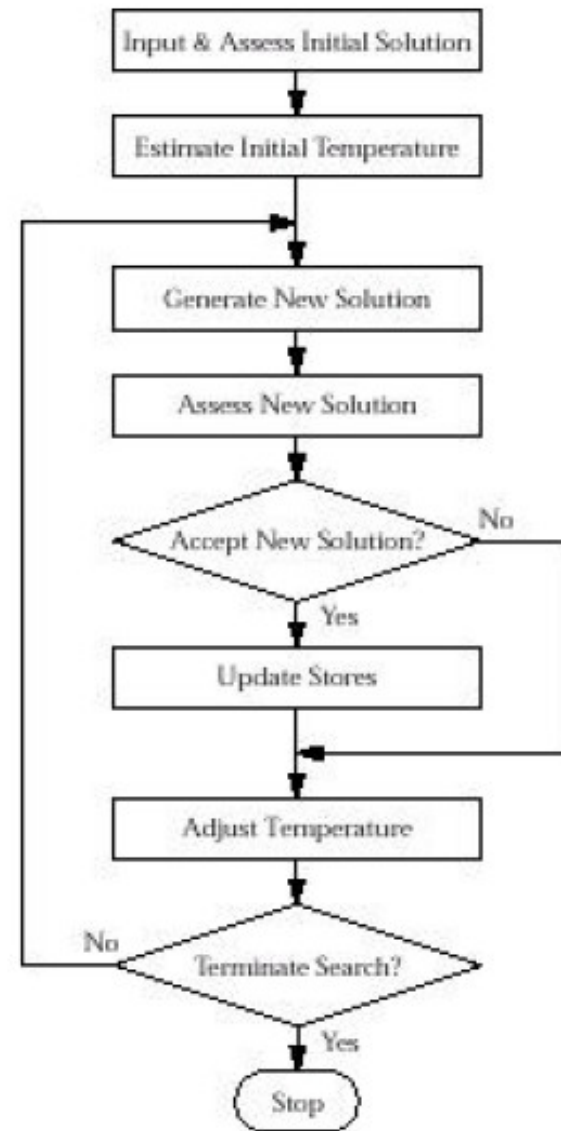 Input & Assess Initial Solution
Estimate Initial Temperature
Generate New Solution
Assess New Solution
Accept New Solution?
No
Yes
Update Stores
Adjust Temperature
No
Terminate Search?
Yes
Stop